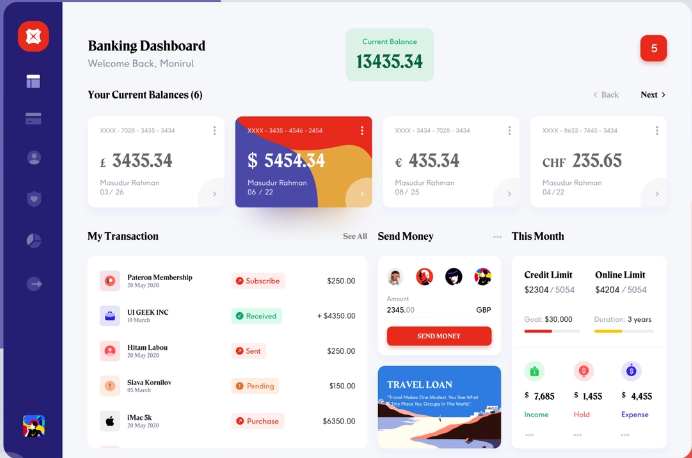 Banking Dashboard
Welcome Back, Monirul
Current Balance
13435.34
5
Your Current Balances (6)
Back
Next
XXXX - 7026 - 3435 - 3434
£ 3435.34
Masudur Rahman
03/ 26
XXXX - 3435 - 4546 - 2454
$ 5454.34
Masudur Rahman
06 / 22
XXXX - 3434 - 7026 - 3434
€ 435.34
Masudur Rahman
08/ 25
XXXX - 8633 - 7445 - 3434
CHF 235.65
Masudur Rahman
04/22
My Transaction
See All
Pateron Membership
20 May 2020
Subscribe
$250.00
UI GEEK INC
10 March
Received
+ $4350.00
Hitam Labou
20 May 2020
Sent
$250.00
Slava Kornilov
05 March
Pending
$150.00
iMac 5k
20 May 2020
Purchase
$6350.00
Send Money
Amount
2345.00
GBP
SEND MONEY
TRAVEL LOAN
"Travel Makes One Modest. You See What
Tiny Place You Occupy In The World."
This Month
Credit Limit
$2304 / 5054
Online Limit
$4204 / 5054
Goal: $30,000
Duration: 3 years
$ 7,685
Income
$ 1,455
Hold
$ 4,455
Expense